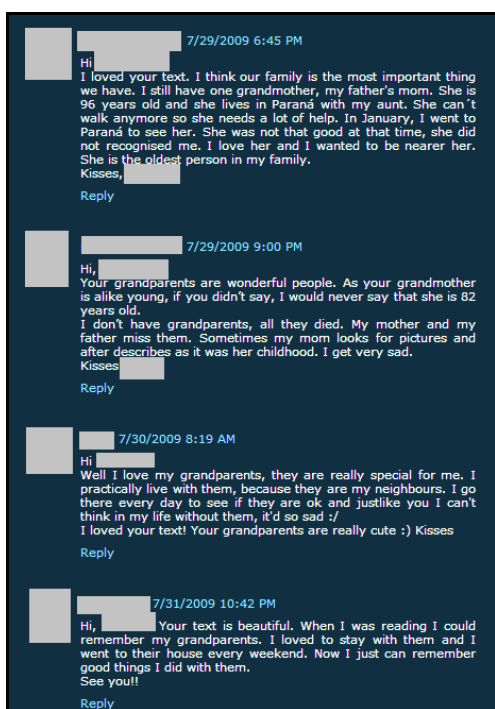 7/29/2009 6:45 PM
Hi
I loved your text. I think our family is the most important thing
we have. I still have one grandmother, my father's mom. She is
96 years old and she lives in Paraná with my aunt. She can´t
walk anymore so she needs a lot of help. In January, I went to
Paraná to see her. She was not that good at that time, she did
not recognised me. I love her and I wanted to be nearer her.
She is the oldest person in my family.
Kisses,
Reply
7/29/2009 9:00 PM
Hi,
Your grandparents are wonderful people. As your grandmother
is alike young, if you didn’t say, I would never say that she is 82
years old.
I don’t have grandparents, all they died. My mother and my
father miss them. Sometimes my mom looks for pictures and
after describes as it was her childhood. I get very sad.
Kisses
Reply
7/30/2009 8:19 AM
Hi
Well I love my grandparents, they are really special for me. I
practically live with them, because they are my neighbours. I go
there every day to see if they are ok and justlike you I can't
think in my life without them, it'd so sad :/
I loved your text! Your grandparents are really cute :) Kisses
Reply
7/31/2009 10:42 PM
Hi, Your text is beautiful. When I was reading I could
remember my grandparents. I loved to stay with them and I
went to their house every weekend. Now I just can remember
good things I did with them.
See you!!
Reply